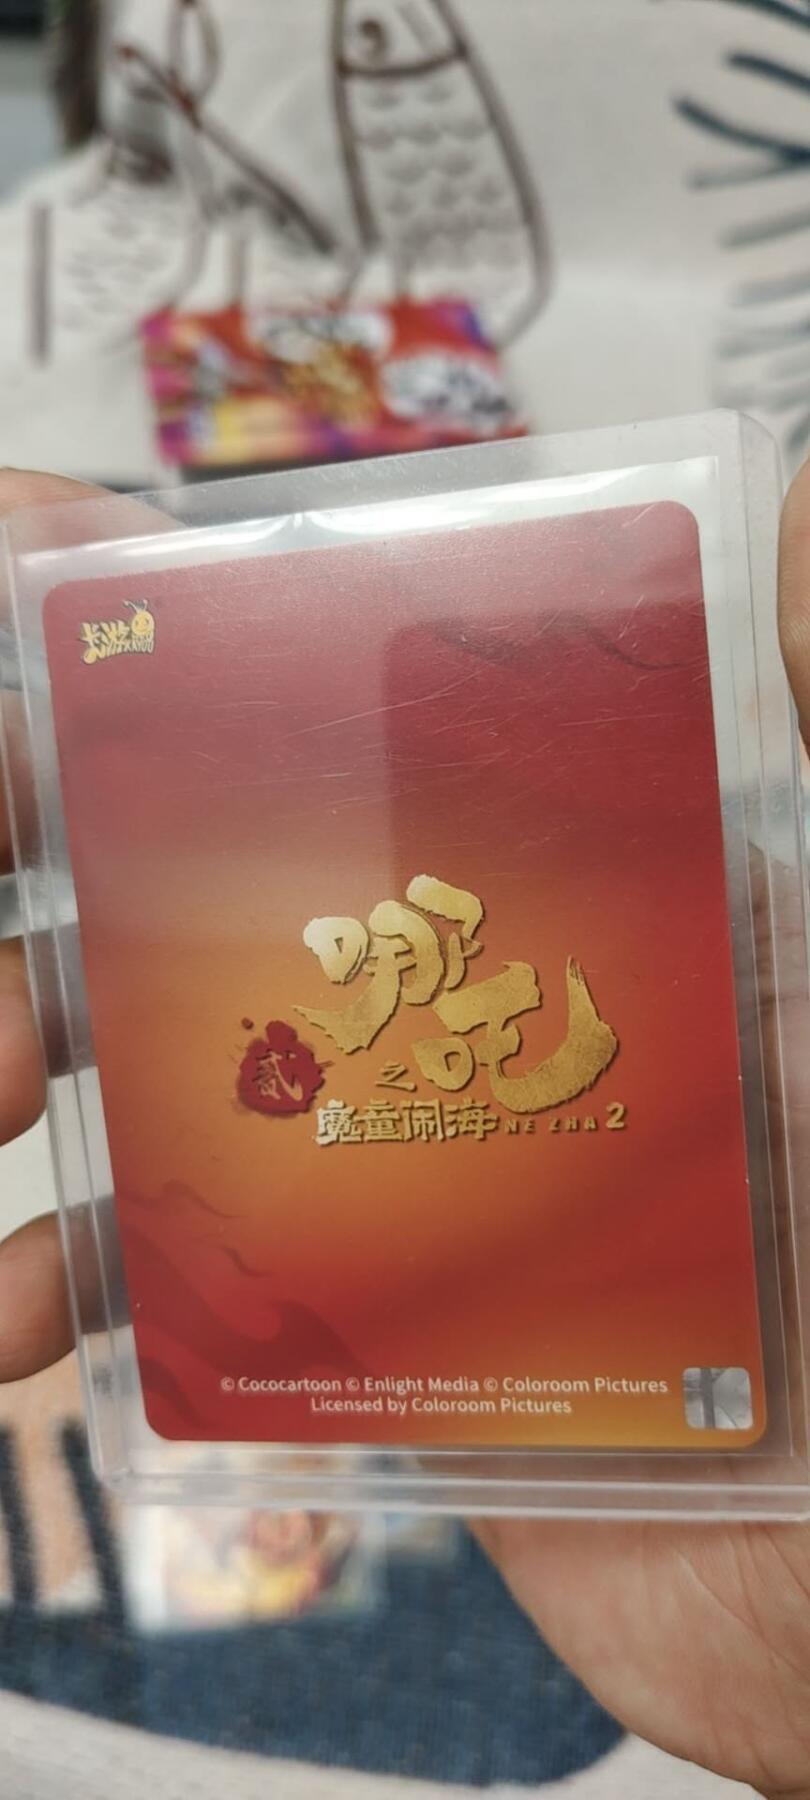 卡游
KAYOU
哪吒
之
贰
魔童闹海 NE ZHA 2
© Cococartoon © Enlight Media © Coloroom Pictures
Licensed by Coloroom Pictures